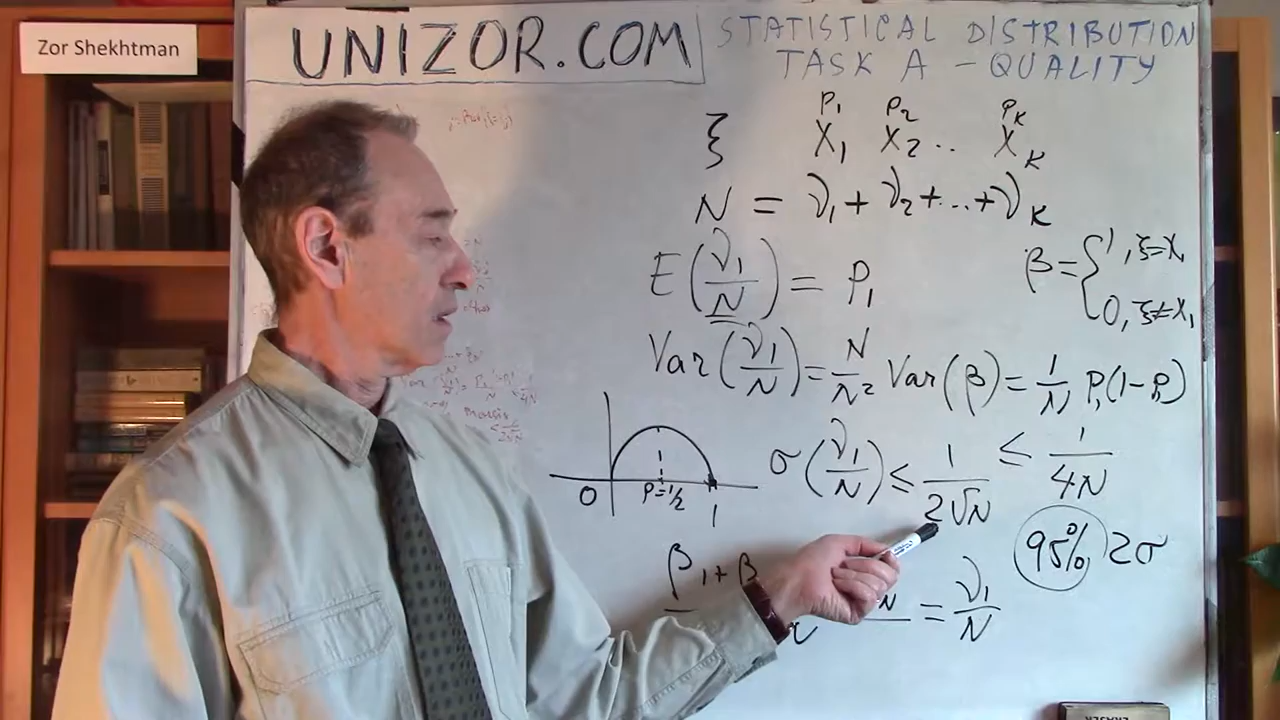 Zor Shekhtman
UNIZOR.COM
STATISTICAL DISTRIBUTION
TASK A - QUALITY
P₁ P₂ Pₖ
ξ X₁ X₂ .. Xₖ
N = ν₁ + ν₂ + ... + νₖ
E(ν₁/N) = P₁
β = { 1, ξ=X₁
0, ξ≠X₁
Var(ν₁/N) = N/N² Var(β) = 1/N P₁(1-P₁)
σ(ν₁/N) ≤ 1/(2√N) ≤ 1/(4N)
0 P=1/2 1
95% 2σ
β₁+β N = ν₁/N
ERASER